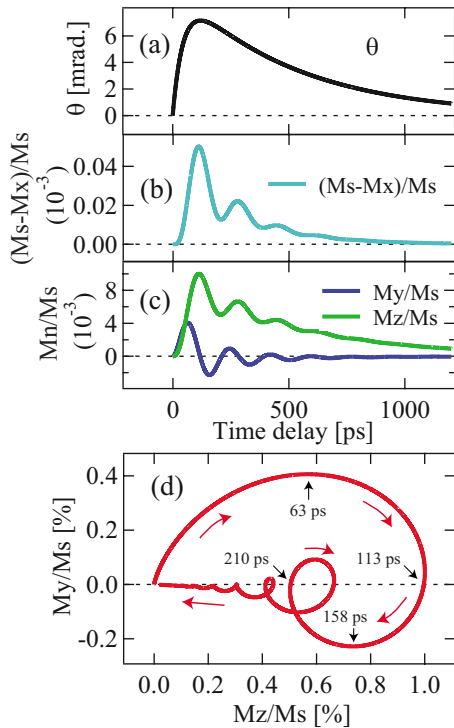 (a)
θ
θ [mrad.]
6
4
2
0
(b)
(Ms-Mx)/Ms
(Ms-Mx)/Ms
(10⁻³)
0.04
0.02
0.00
(c)
My/Ms
Mz/Ms
Mn/Ms
(10⁻³)
10
8
4
0
0
500
1000
Time delay [ps]
(d)
My/Ms [%]
0.4
0.2
0.0
-0.2
63 ps
210 ps
113 ps
158 ps
0.0
0.2
0.4
0.6
0.8
1.0
Mz/Ms [%]